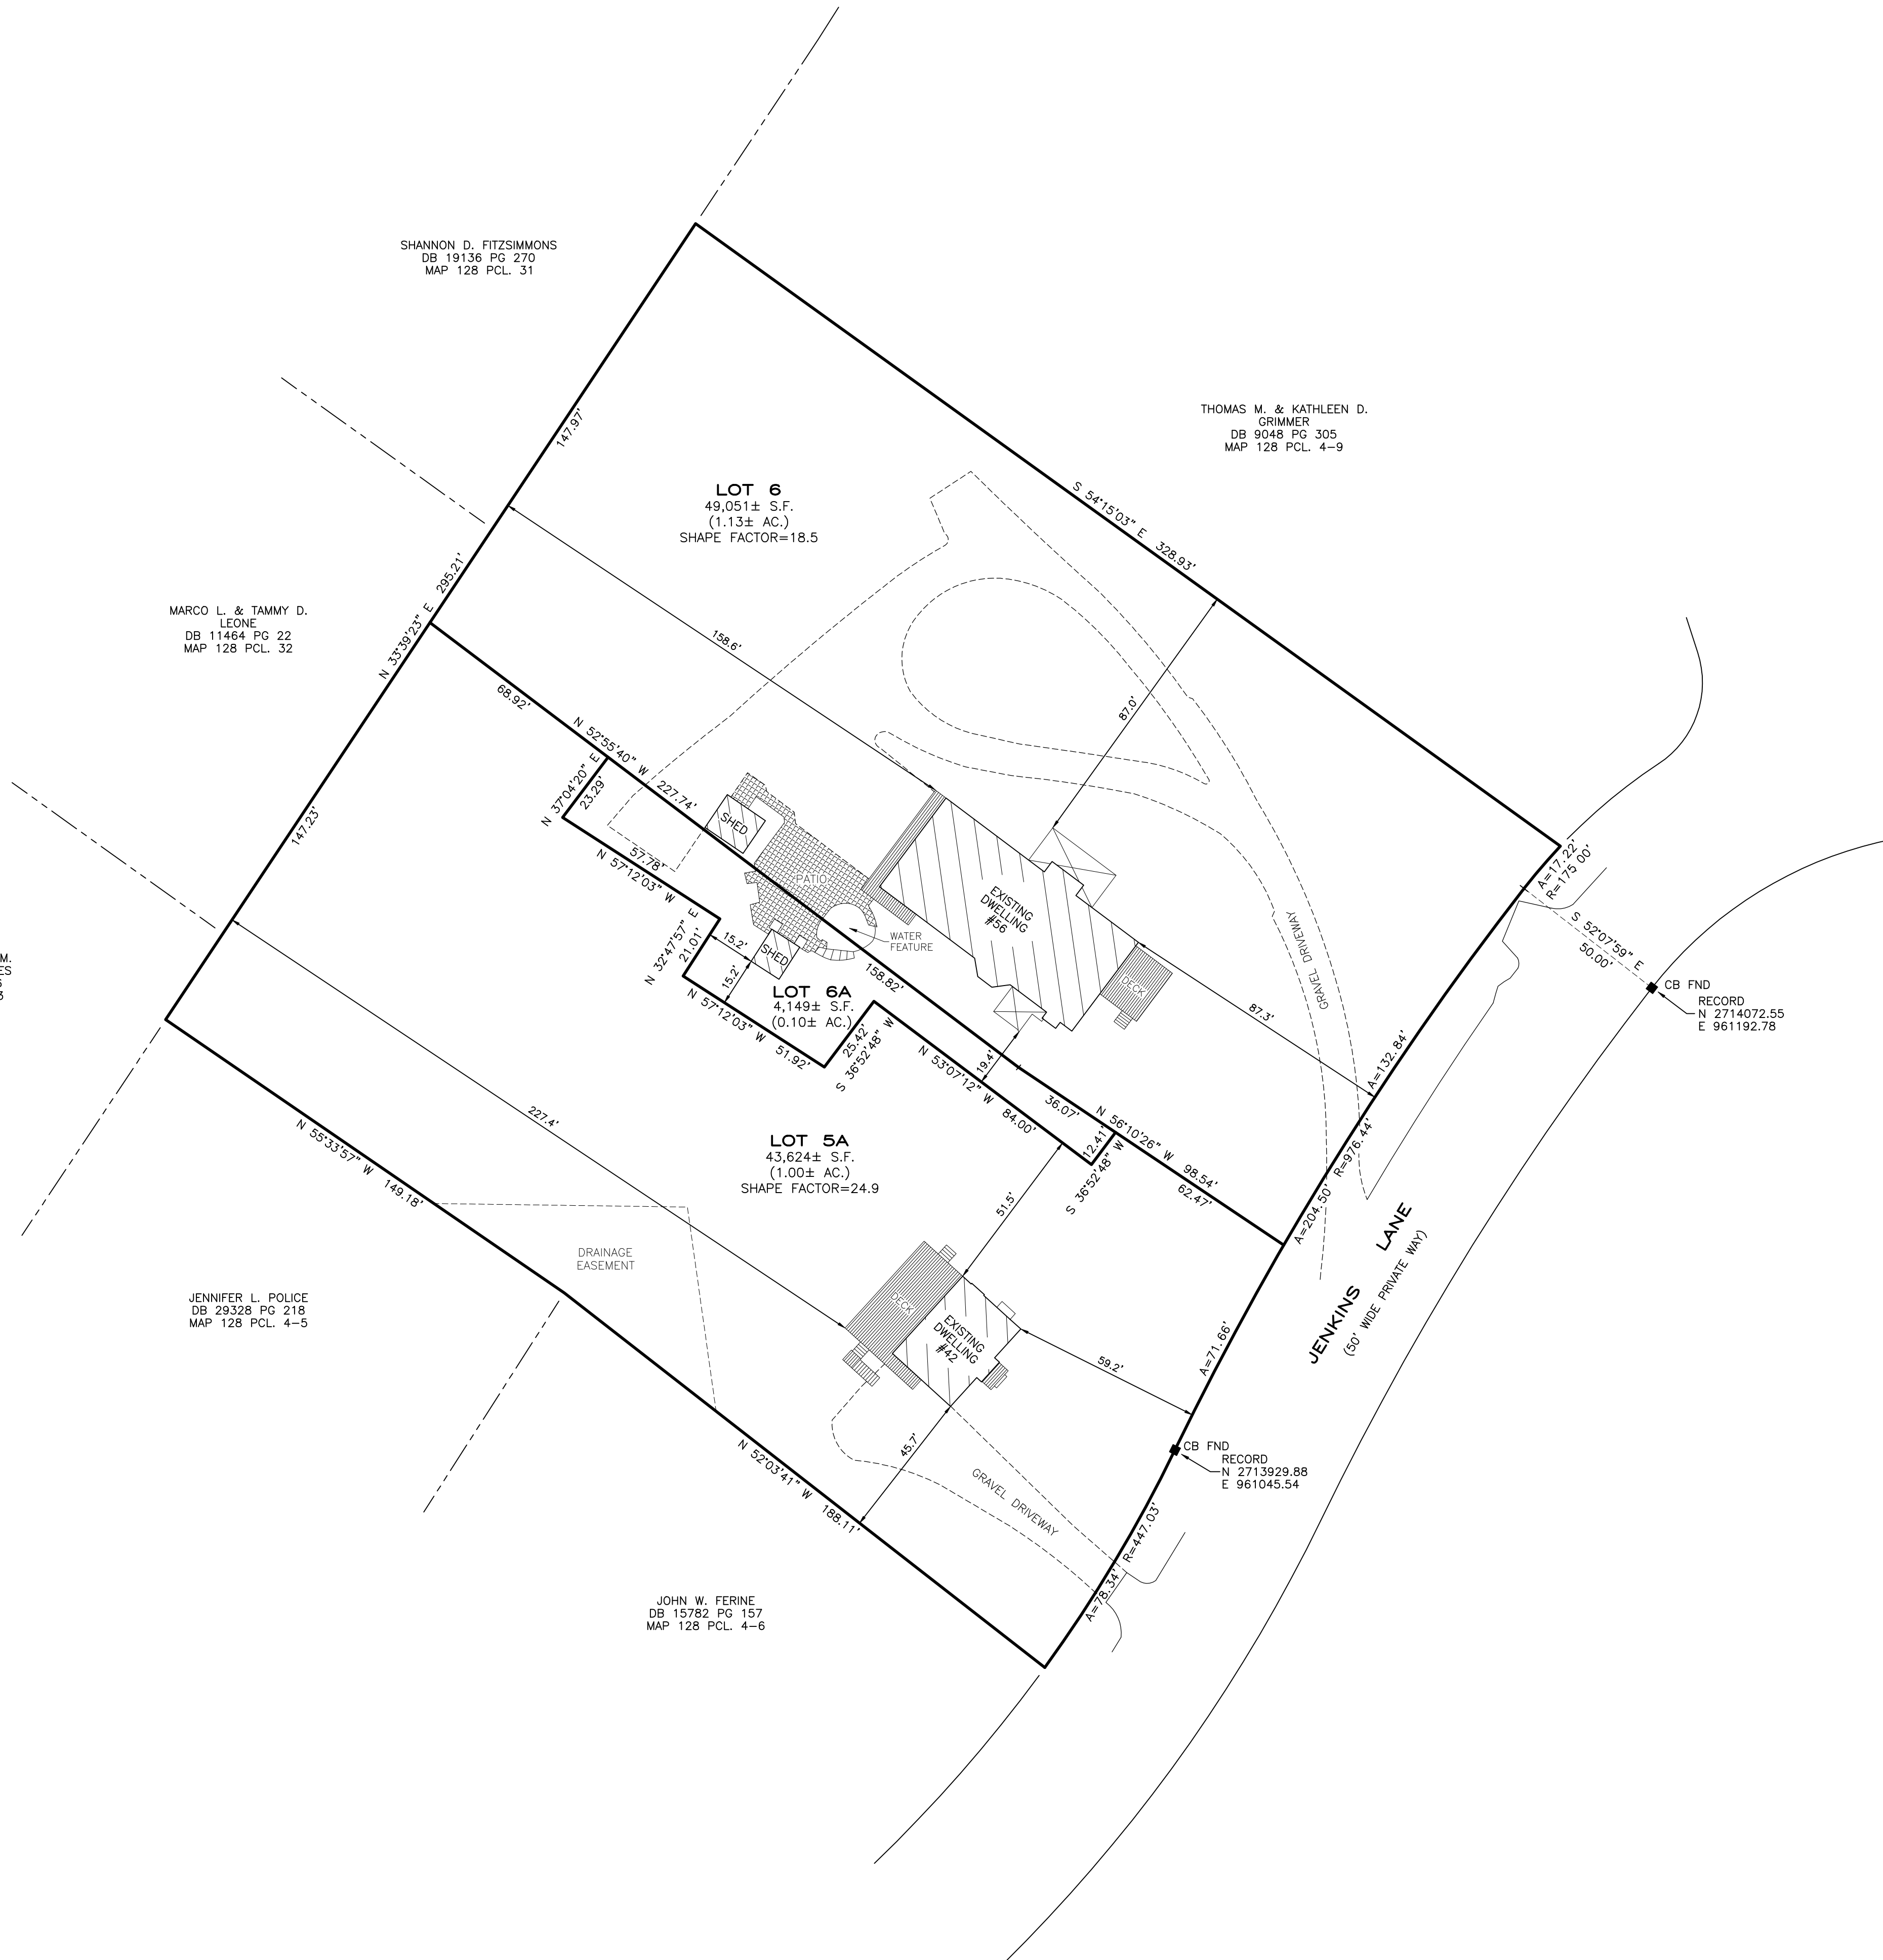 SHANNON D. FITZSIMMONS
DB 19136 PG 270
MAP 128 PCL. 31
THOMAS M. & KATHLEEN D.
GRIMMER
DB 9048 PG 305
MAP 128 PCL. 4-9
147.97'
LOT 6
49,051± S.F.
(1.13± AC.)
SHAPE FACTOR=18.5
S 54°15'03" E 328.93'
MARCO L. & TAMMY D.
LEONE
DB 11464 PG 22
MAP 128 PCL. 32
N 33°39'23" E 295.21'
158.6'
87.0'
68.92'
N 52°55'40" W 227.74'
N 37°04'20" E
23.29'
147.23'
SHED
57.78'
N 57°12'03" W
PATIO
EXISTING
DWELLING
#56
WATER
FEATURE
GRAVEL DRIVEWAY
A=17.22'
R=175.00'
S 52°07'59" E
50.00'
CB FND
RECORD
N 2714072.55
E 961192.78
M.
ES
3
N 32°47'57" E
21.01'
15.2'
15.2'
SHED
158.82'
DECK
87.3'
LOT 6A
4,149± S.F.
(0.10± AC.)
N 57°12'03" W 51.92'
25.42'
S 36°52'48" W
19.4'
N 53°07'12" W 84.00'
36.07'
N 56°10'26" W 98.54'
12.41'
S 36°52'48" W
62.47'
A=132.84'
A=204.50' R=976.44'
227.4'
N 55°33'57" W 149.18'
LOT 5A
43,624± S.F.
(1.00± AC.)
SHAPE FACTOR=24.9
51.5'
DRAINAGE
EASEMENT
JENKINS LANE
(50' WIDE PRIVATE WAY)
JENNIFER L. POLICE
DB 29328 PG 218
MAP 128 PCL. 4-5
DECK
EXISTING
DWELLING
#42
59.2'
A=71.66'
45.7'
N 52°03'41" W 188.11'
GRAVEL DRIVEWAY
CB FND
RECORD
N 2713929.88
E 961045.54
A=78.34' R=447.03'
JOHN W. FERINE
DB 15782 PG 157
MAP 128 PCL. 4-6